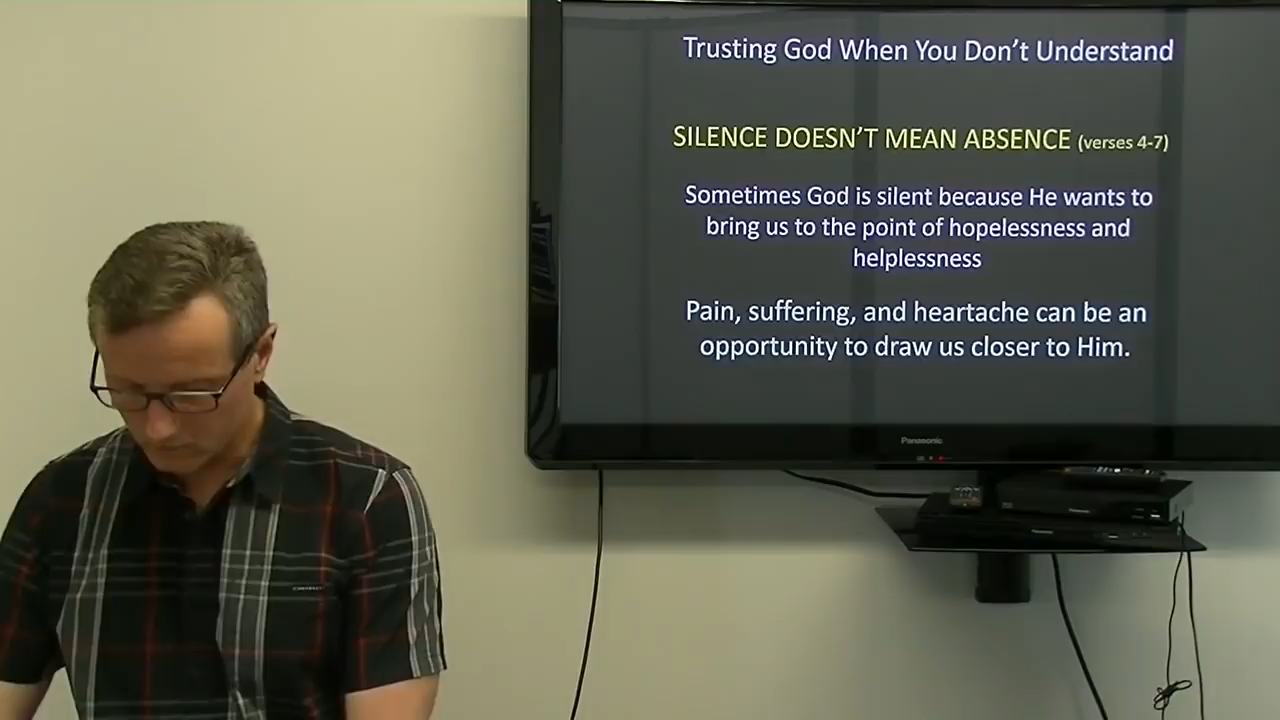 Trusting God When You Don't Understand
SILENCE DOESN'T MEAN ABSENCE (verses 4-7)
Sometimes God is silent because He wants to
bring us to the point of hopelessness and
helplessness
Pain, suffering, and heartache can be an
opportunity to draw us closer to Him.
Panasonic